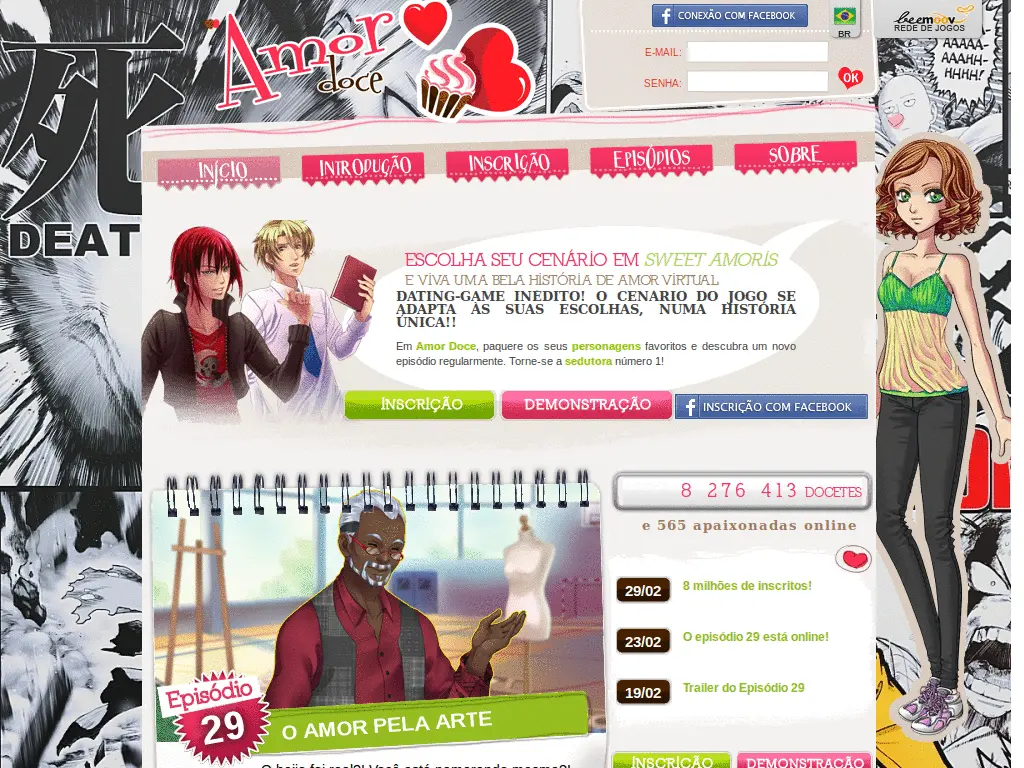 Amor
doce
CONEXÃO COM FACEBOOK
BR
beemoov
REDE DE JOGOS
E-MAIL:
SENHA:
OK
AAAAA-
HHHH!
死
DEAT
INÍCIO
INTRODUÇÃO
INSCRIÇÃO
EPISÓDIOS
SOBRE
ESCOLHA SEU CENÁRIO EM SWEET AMORIS
E VIVA UMA BELA HISTÓRIA DE AMOR VIRTUAL
DATING-GAME INEDITO! O CENARIO DO JOGO SE
ADAPTA AS SUAS ESCOLHAS, NUMA HISTÓRIA
ÚNICA!!
Em Amor Doce, paquere os seus personagens favoritos e descubra um novo
episódio regularmente. Torne-se a sedutora número 1!
INSCRIÇÃO
DEMONSTRAÇÃO
INSCRIÇÃO COM FACEBOOK
8 276 413 DOCETES
e 565 apaixonadas online
29/02
8 milhões de inscritos!
23/02
O episódio 29 está online!
19/02
Trailer do Episódio 29
Episódio
29
O AMOR PELA ARTE
INSCRIÇÃO
DEMONSTRAÇÃO
O beijo foi real?! Você está namorando mesmo?!